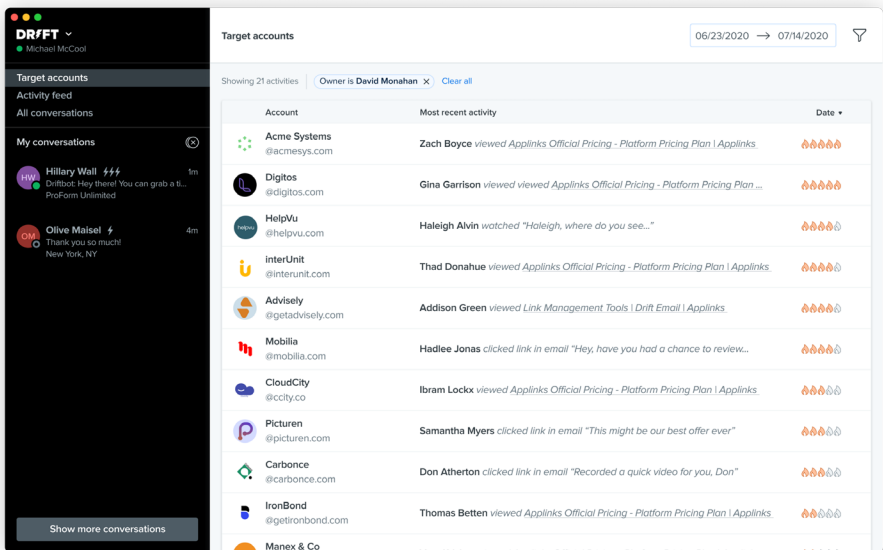 DRIFT
Michael McCool
Target accounts
Activity feed
All conversations
My conversations
HW
Hillary Wall 1m
Driftbot: Hey there! You can grab a ti...
ProForm Unlimited
OM
Olive Maisel 4m
Thank you so much!
New York, NY
Show more conversations
Target accounts
06/23/2020 → 07/14/2020
Showing 21 activities
Owner is David Monahan ×
Clear all
Account Most recent activity Date ▾
Acme Systems
@acmesys.com
Zach Boyce viewed Applinks Official Pricing - Platform Pricing Plan | Applinks
Digitos
@digitos.com
Gina Garrison viewed viewed Applinks Official Pricing - Platform Pricing Plan ...
helpvu
HelpVu
@helpvu.com
Haleigh Alvin watched “Haleigh, where do you see...”
interUnit
@interunit.com
Thad Donahue viewed Applinks Official Pricing - Platform Pricing Plan | Applinks
Advisely
@getadvisely.com
Addison Green viewed Link Management Tools | Drift Email | Applinks
Mobilia
@mobilia.com
Hadlee Jonas clicked link in email “Hey, have you had a chance to review...
CloudCity
@ccity.co
Ibram Lockx viewed Applinks Official Pricing - Platform Pricing Plan | Applinks
Picturen
@picturen.com
Samantha Myers clicked link in email “This might be our best offer ever”
Carbonce
@carbonce.com
Don Atherton clicked link in email “Recorded a quick video for you, Don”
IronBond
@getironbond.com
Thomas Betten viewed Applinks Official Pricing - Platform Pricing Plan | Applinks
Manex & Co